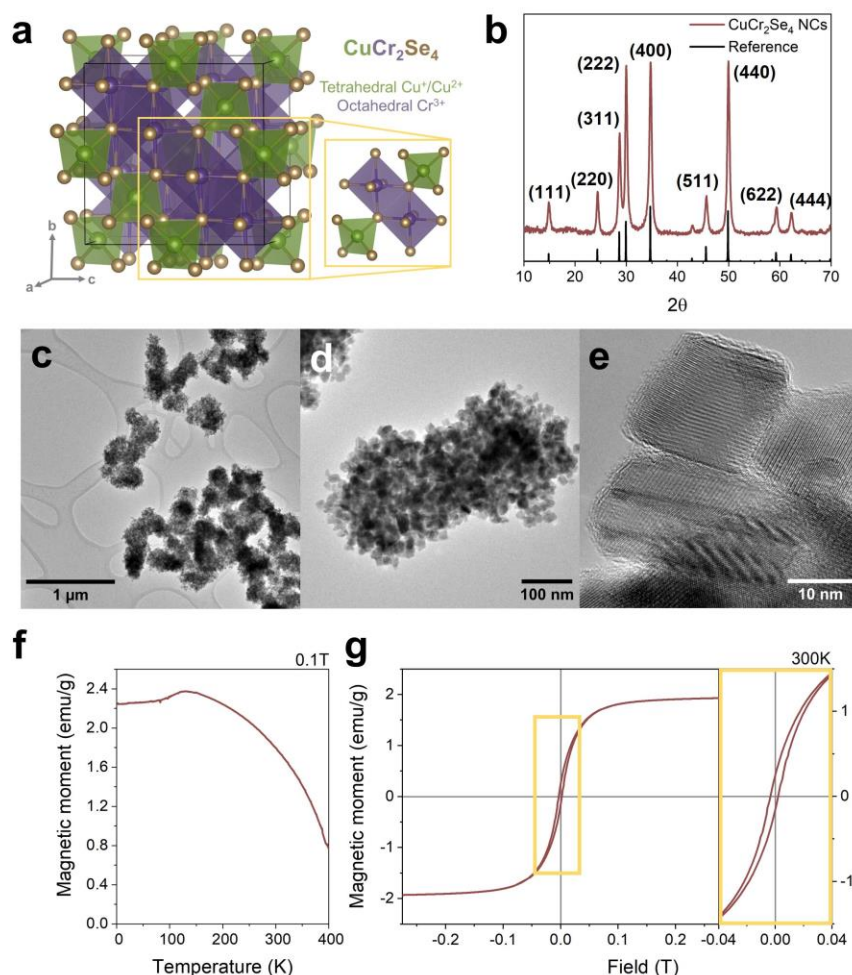 a
CuCr₂Se₄
Tetrahedral Cu⁺/Cu²⁺
Octahedral Cr³⁺
b
a
c
b
CuCr₂Se₄ NCs
Reference
(111)
(220)
(311)
(222)
(400)
(511)
(440)
(622)
(444)
10 20 30 40 50 60 70
2θ
c
1 µm
d
100 nm
e
10 nm
f
0.1T
Magnetic moment (emu/g)
2.4
2.0
1.6
1.2
0.8
0.4
0.0
0 100 200 300 400
Temperature (K)
g
300K
Magnetic moment (emu/g)
2
1
0
-1
-2
-0.2 -0.1 0.0 0.1 0.2
Field (T)
1
0
-1
-0.04 0.00 0.04